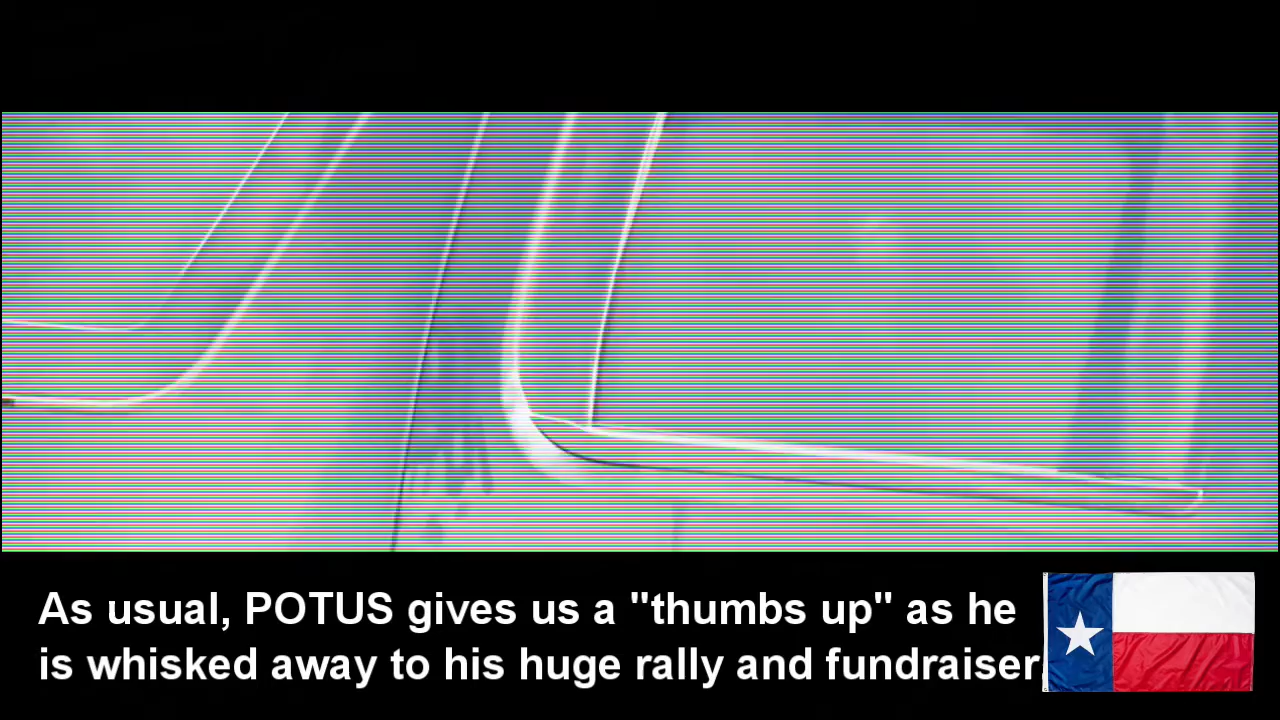 As usual, POTUS gives us a "thumbs up" as he
is whisked away to his huge rally and fundraiser